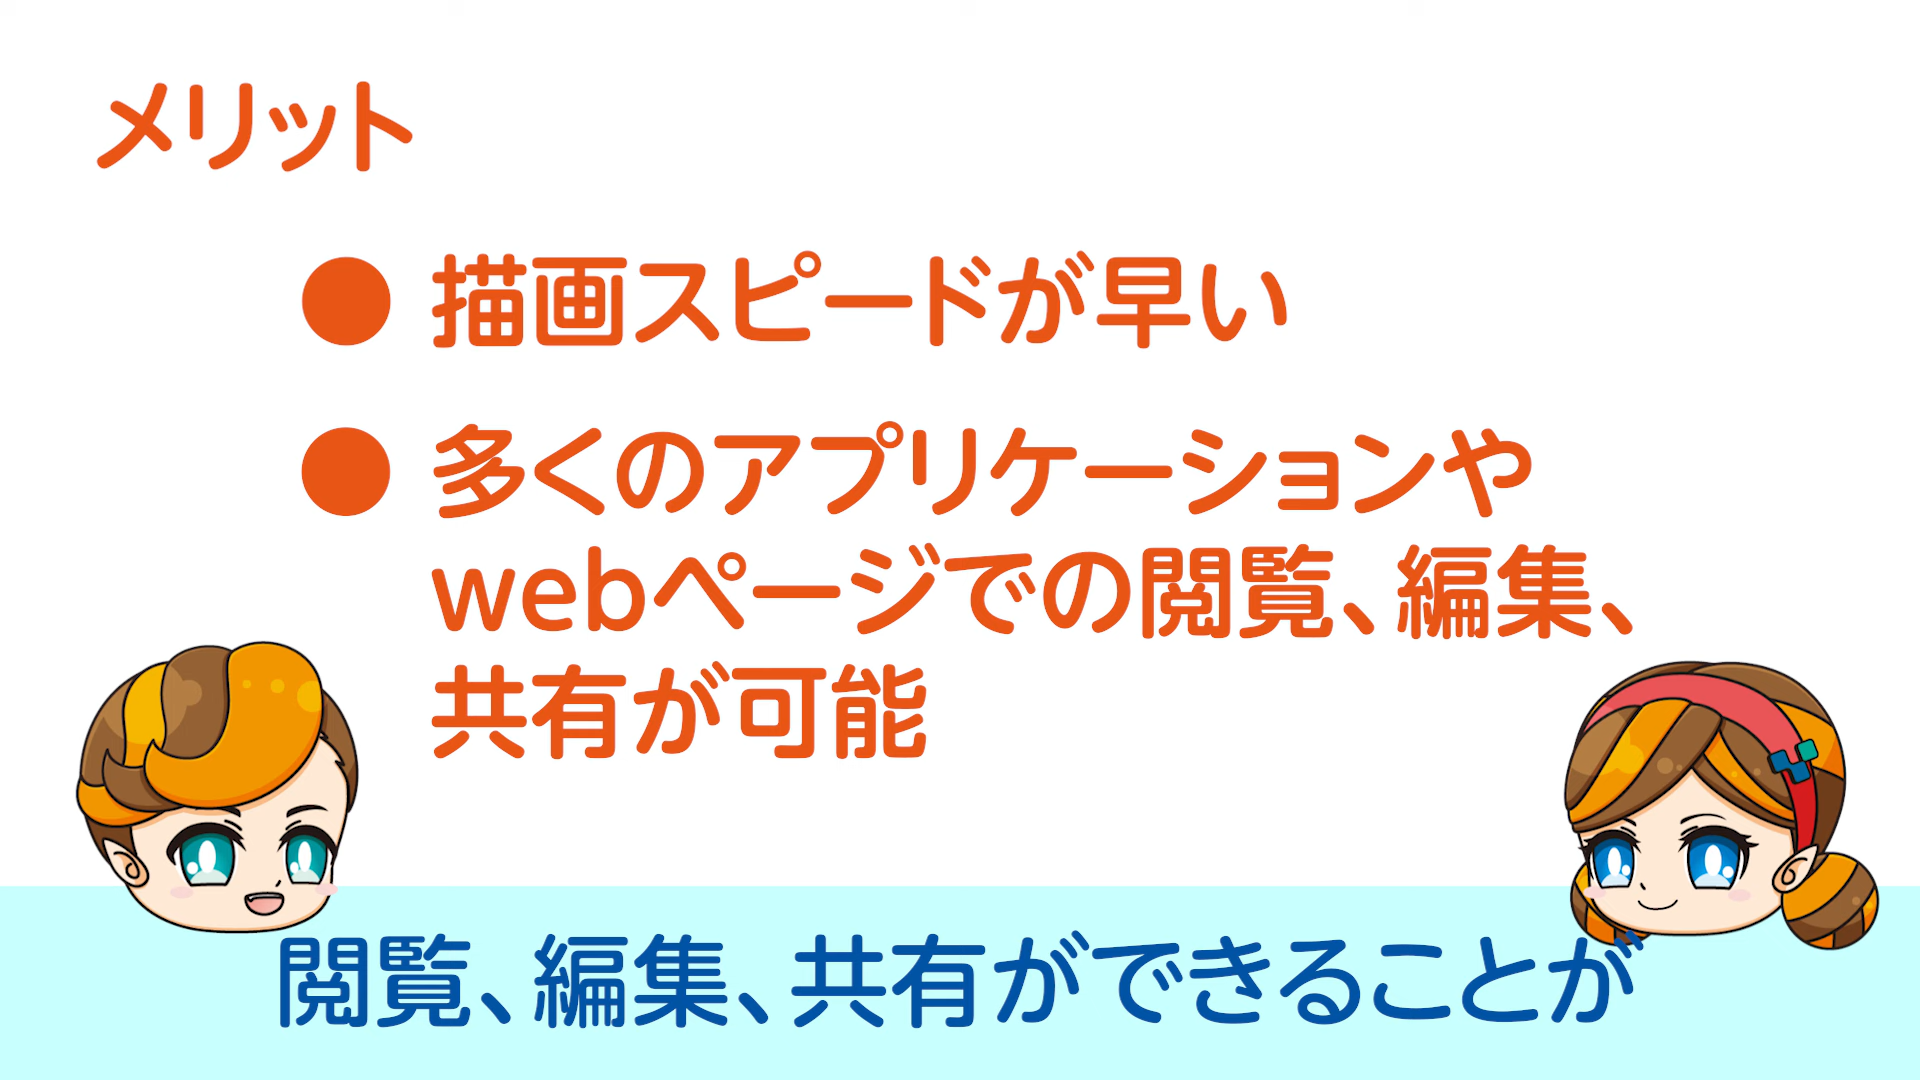 メリット
● 描画スピードが早い
● 多くのアプリケーションや
webページでの閲覧、編集、
共有が可能
閲覧、編集、共有ができることが